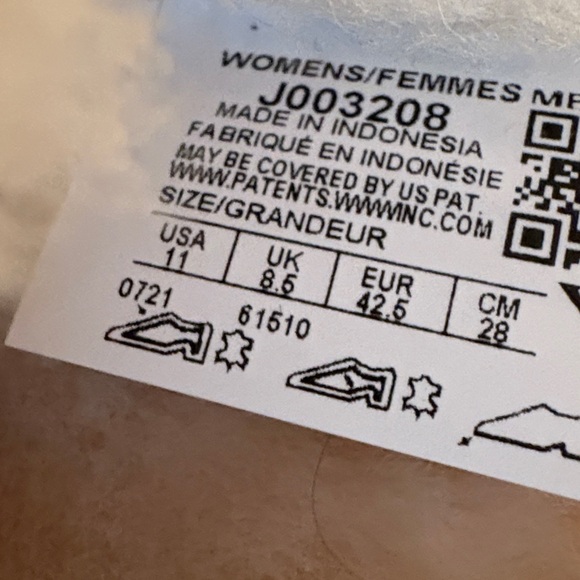 WOMENS/FEMMES
J003208
MADE IN INDONESIA
FABRIQUÉ EN INDONÉSIE
MAY BE COVERED BY US PAT.
WWW.PATENTS.WWWINC.COM
SIZE/GRANDEUR
USA UK EUR CM
11 8.5 42.5 28
0721 61510